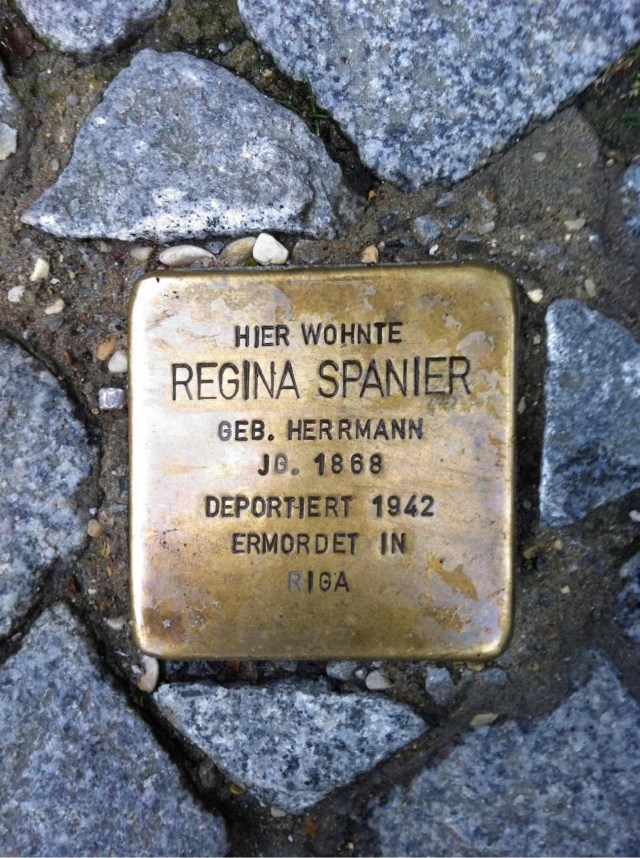 HIER WOHNTE
REGINA SPANIER
GEB. HERRMANN
JG. 1868
DEPORTIERT 1942
ERMORDET IN
RIGA